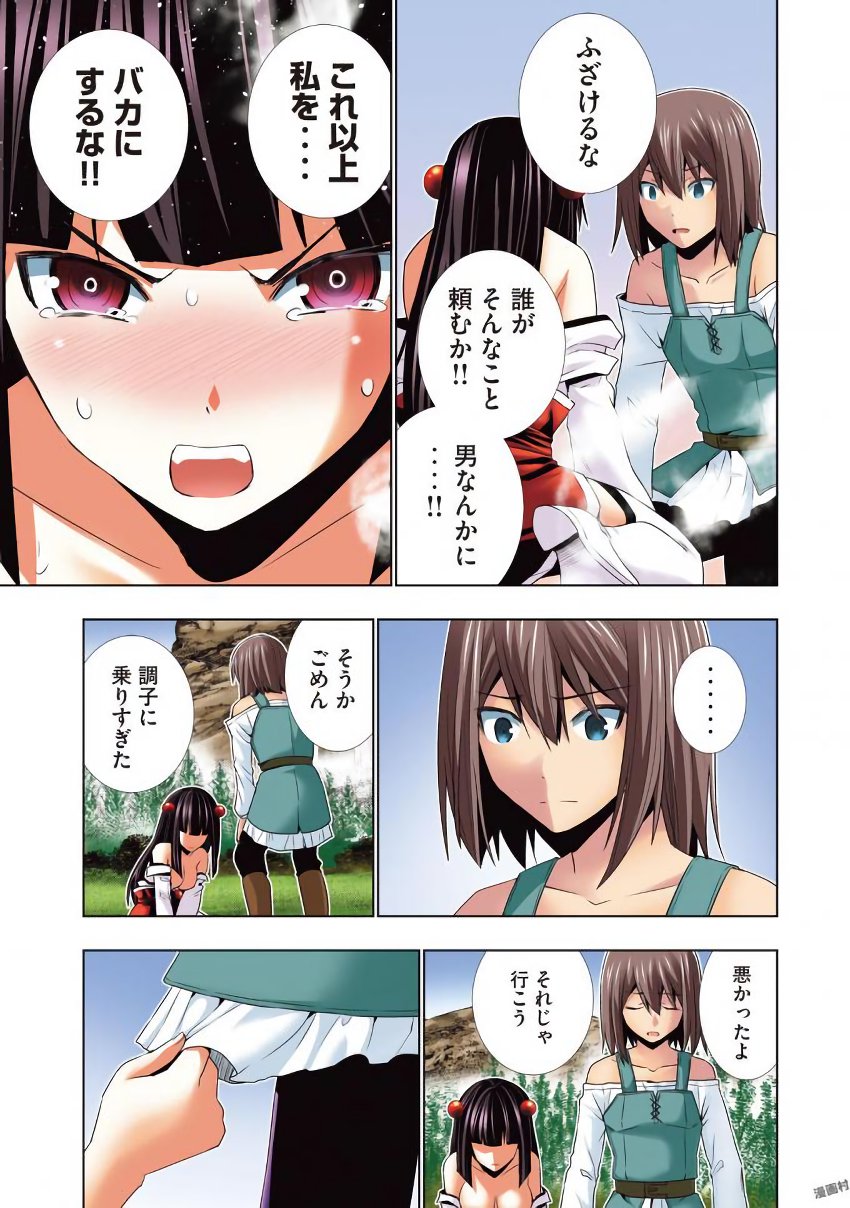 ふざけるな
誰が
そんなこと
頼むか!!
男なんかに
‥‥!!
これ以上
私を‥‥
バカに
するな!!
‥‥‥
そうか
ごめん
調子に
乗りすぎた
悪かったよ
それじゃ
行こう
漫画村